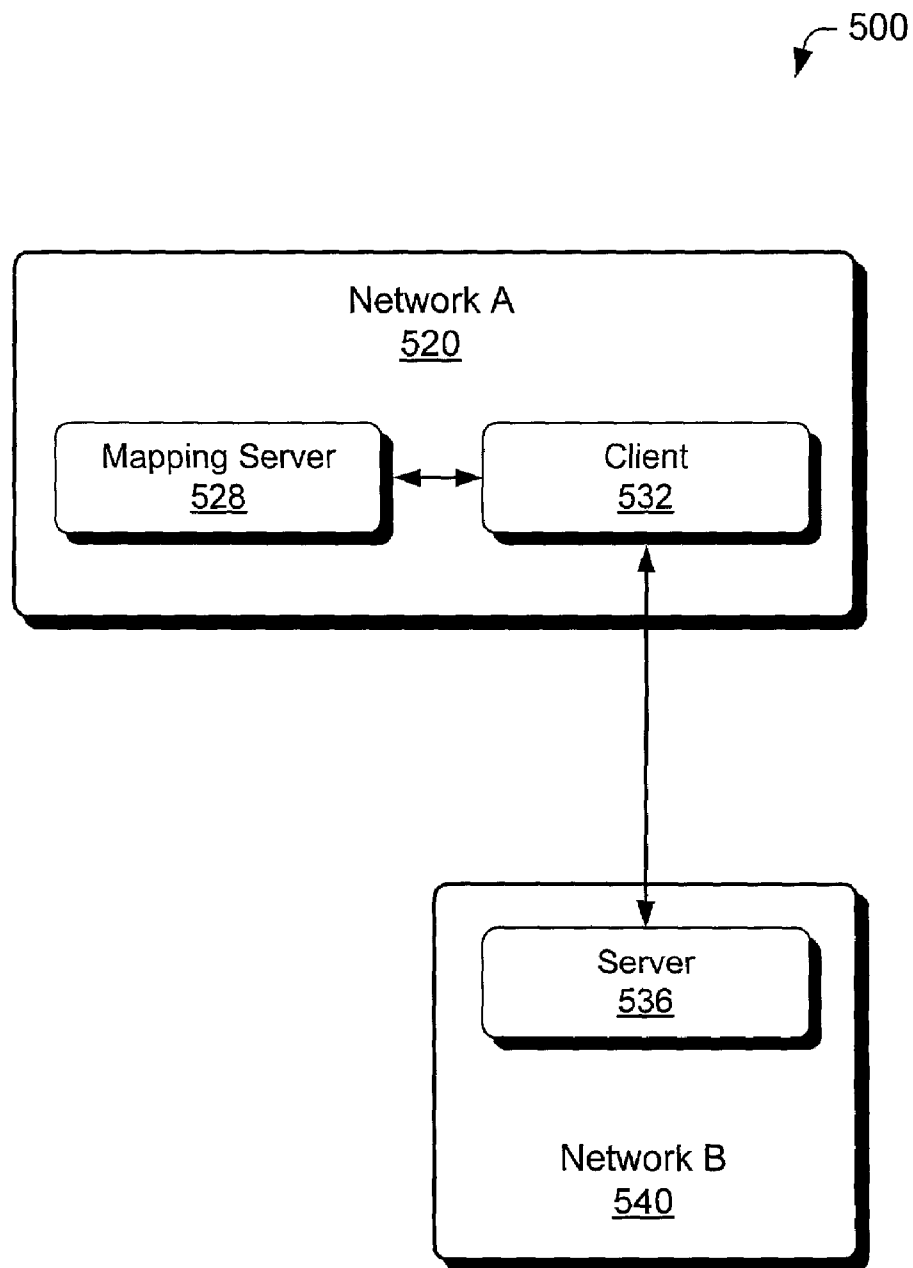 500
Network A
520
Mapping Server
528
Client
532
Server
536
Network B
540